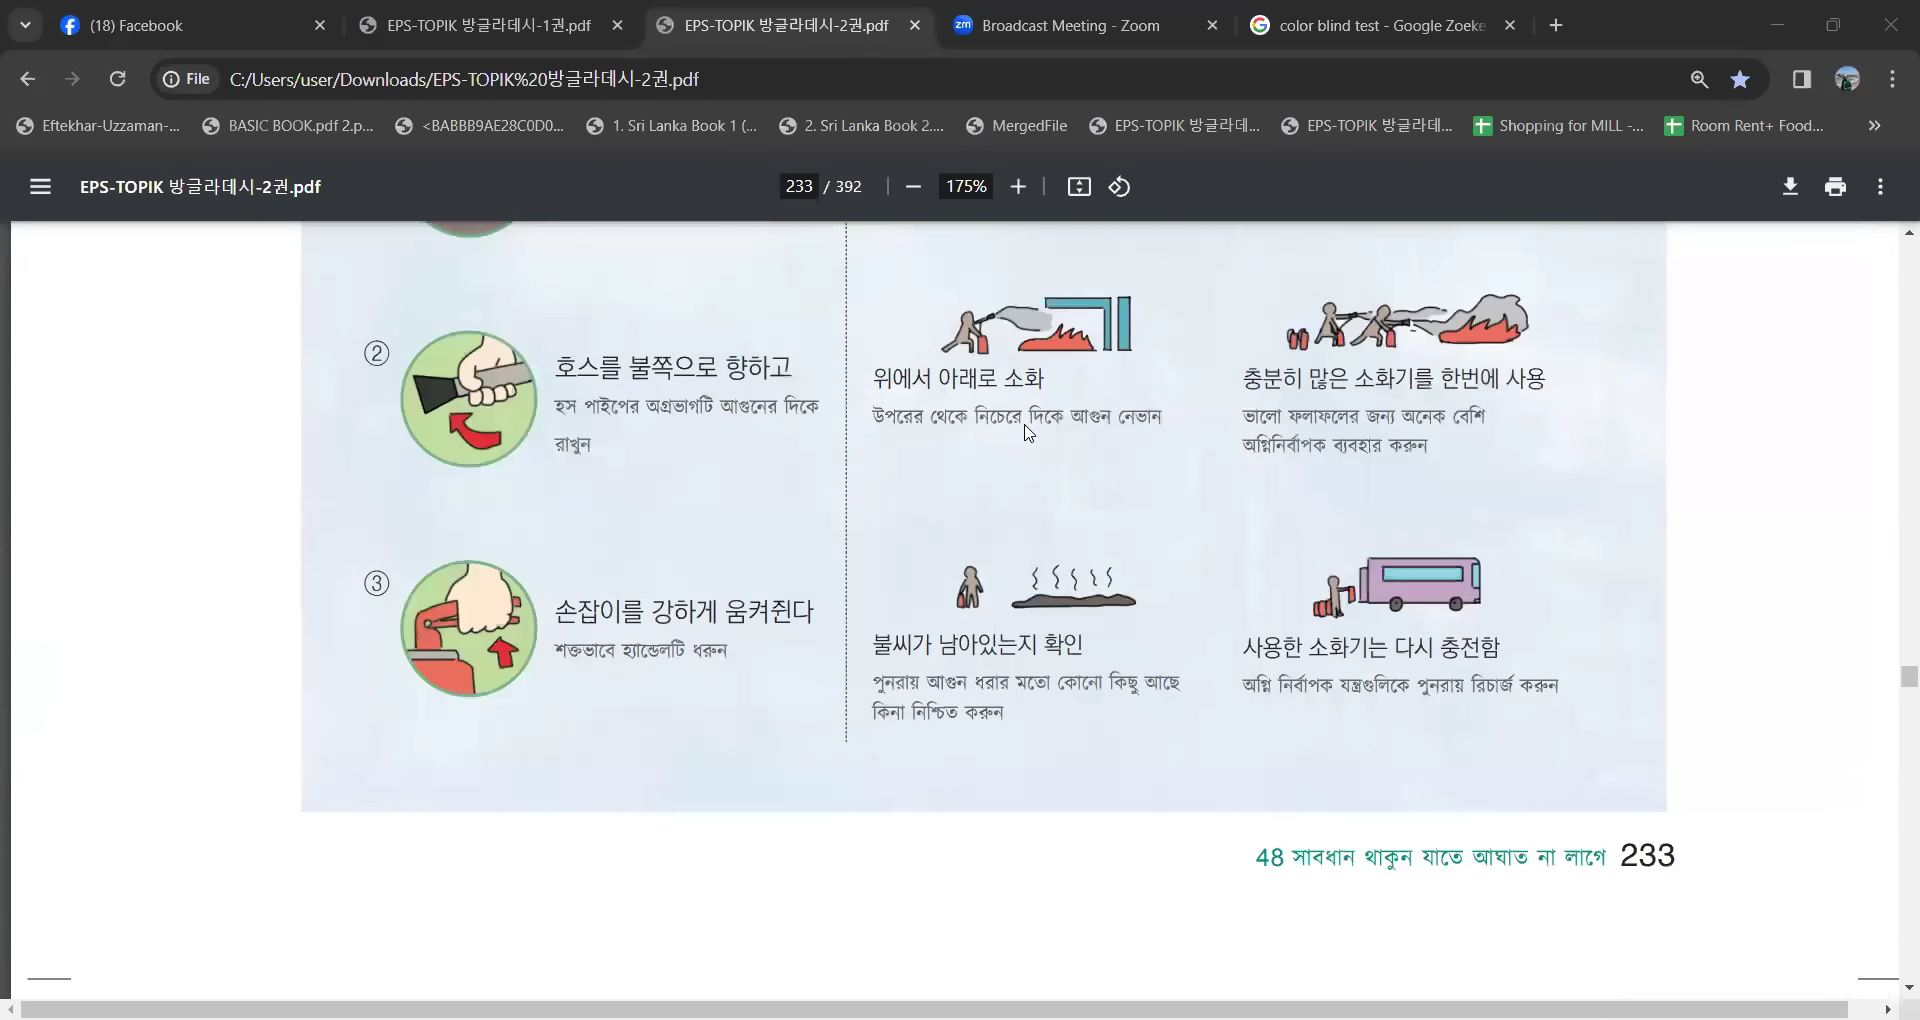 (18) Facebook
EPS-TOPIK 방글라데시-1권.pdf
EPS-TOPIK 방글라데시-2권.pdf
Broadcast Meeting - Zoom
color blind test - Google Zoeke
File
C:/Users/user/Downloads/EPS-TOPIK%20방글라데시-2권.pdf
Eftekhar-Uzzaman-...
BASIC BOOK.pdf 2.p...
<BABBB9AE28C0D0...
1. Sri Lanka Book 1 (...
2. Sri Lanka Book 2....
MergedFile
EPS-TOPIK 방글라데...
EPS-TOPIK 방글라데...
Shopping for MILL -...
Room Rent+ Food...
EPS-TOPIK 방글라데시-2권.pdf
233 / 392
175%
②
호스를 불쪽으로 향하고
হস পাইপের অগ্রভাগটি আগুনের দিকে
রাখুন
③
손잡이를 강하게 움켜쥔다
শক্তভাবে হ্যান্ডেলটি ধরুন
위에서 아래로 소화
উপরের থেকে নিচেরে দিকে আগুন নেভান
충분히 많은 소화기를 한번에 사용
ভালো ফলাফলের জন্য অনেক বেশি
অগ্নিনির্বাপক ব্যবহার করুন
불씨가 남아있는지 확인
পুনরায় আগুন ধরার মতো কোনো কিছু আছে
কিনা নিশ্চিত করুন
사용한 소화기는 다시 충전함
অগ্নি নির্বাপক যন্ত্রগুলিকে পুনরায় রিচার্জ করুন
48 সাবধান থাকুন যাতে আঘাত না লাগে 233